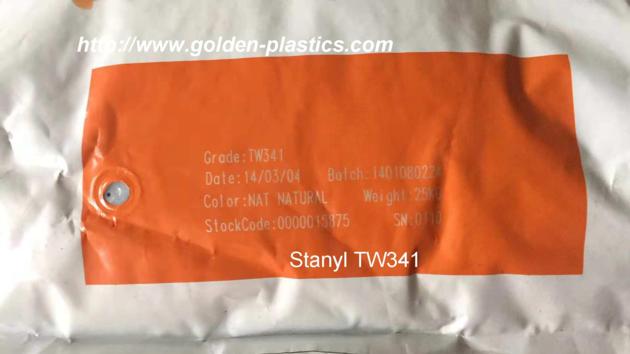 http://www.golden-plastics.com
Grade:TW341
Date:14/03/04 Batch:1401080224
Color:NAT NATURAL Weight:25KG
StockCode:0000015875 SN:0110
Stanyl TW341